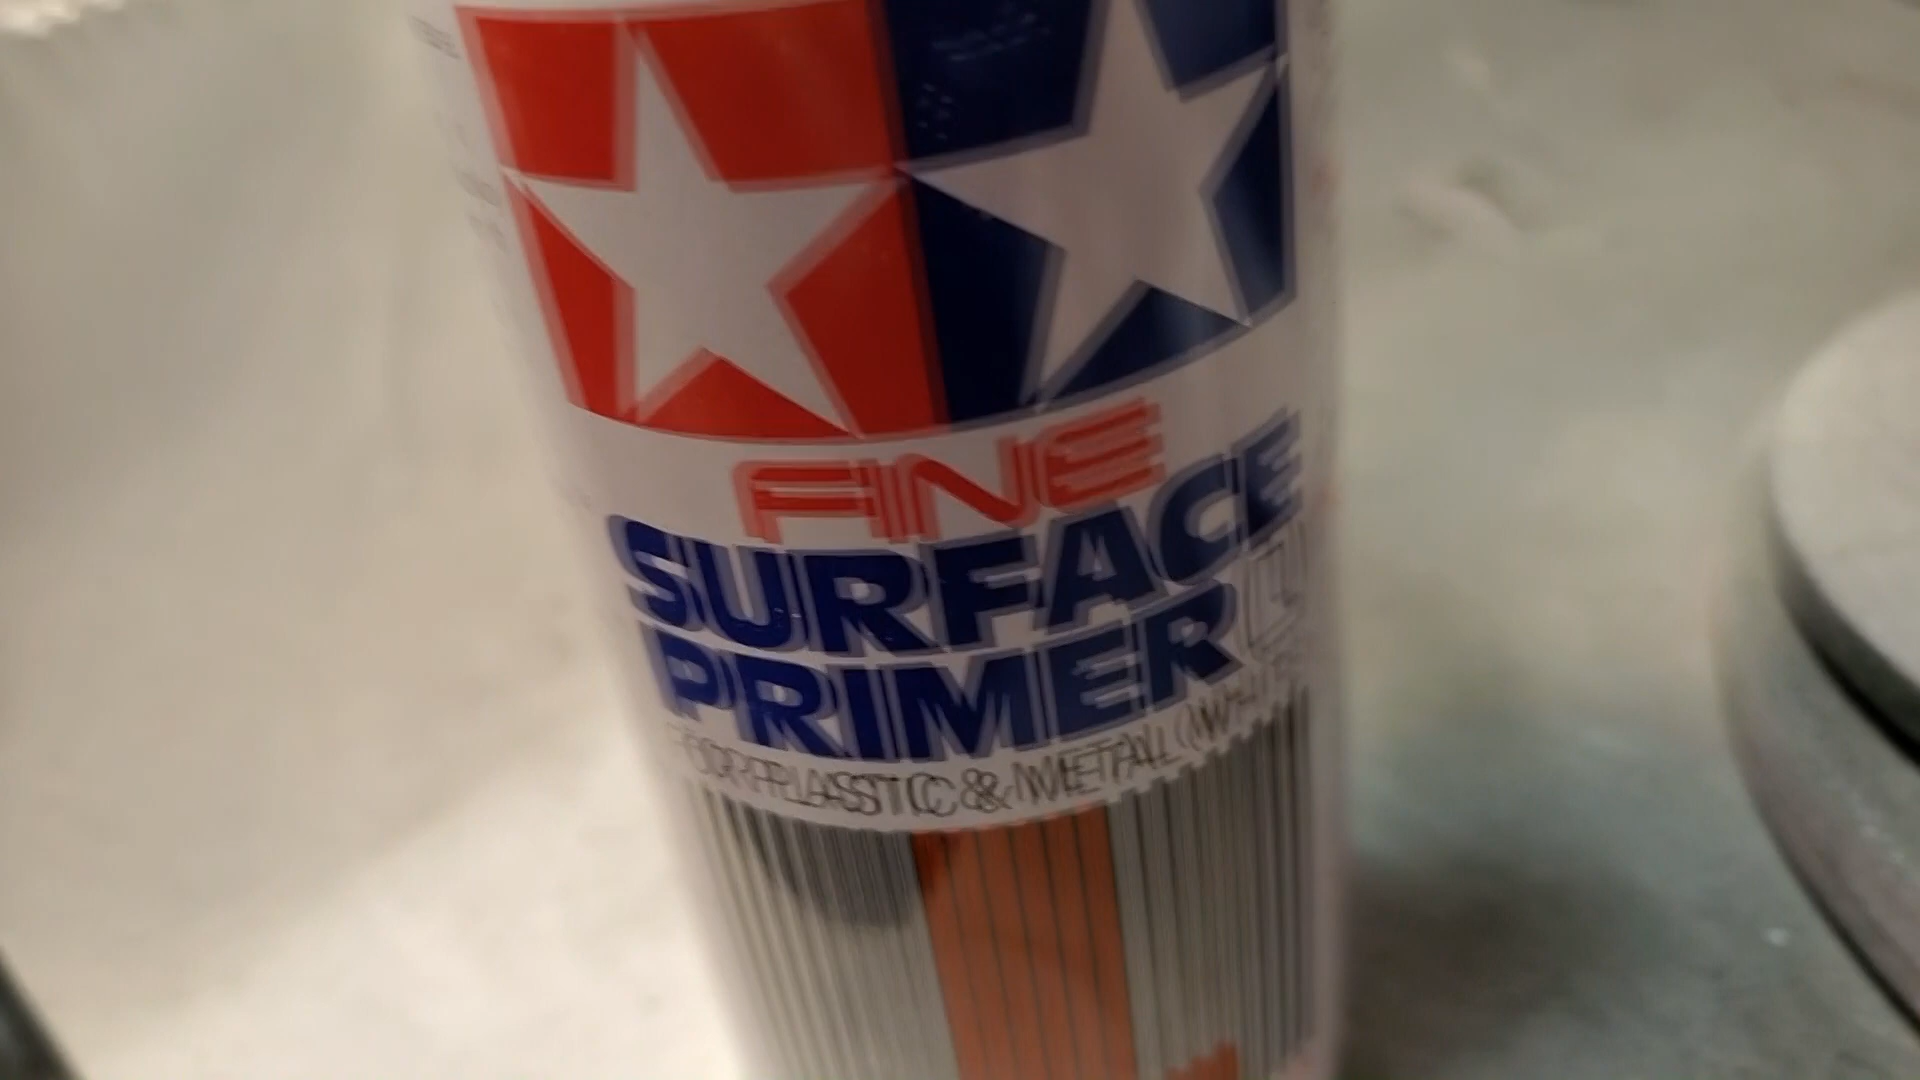 FINE
SURFACE
PRIMER L
FOR PLASTIC & METAL